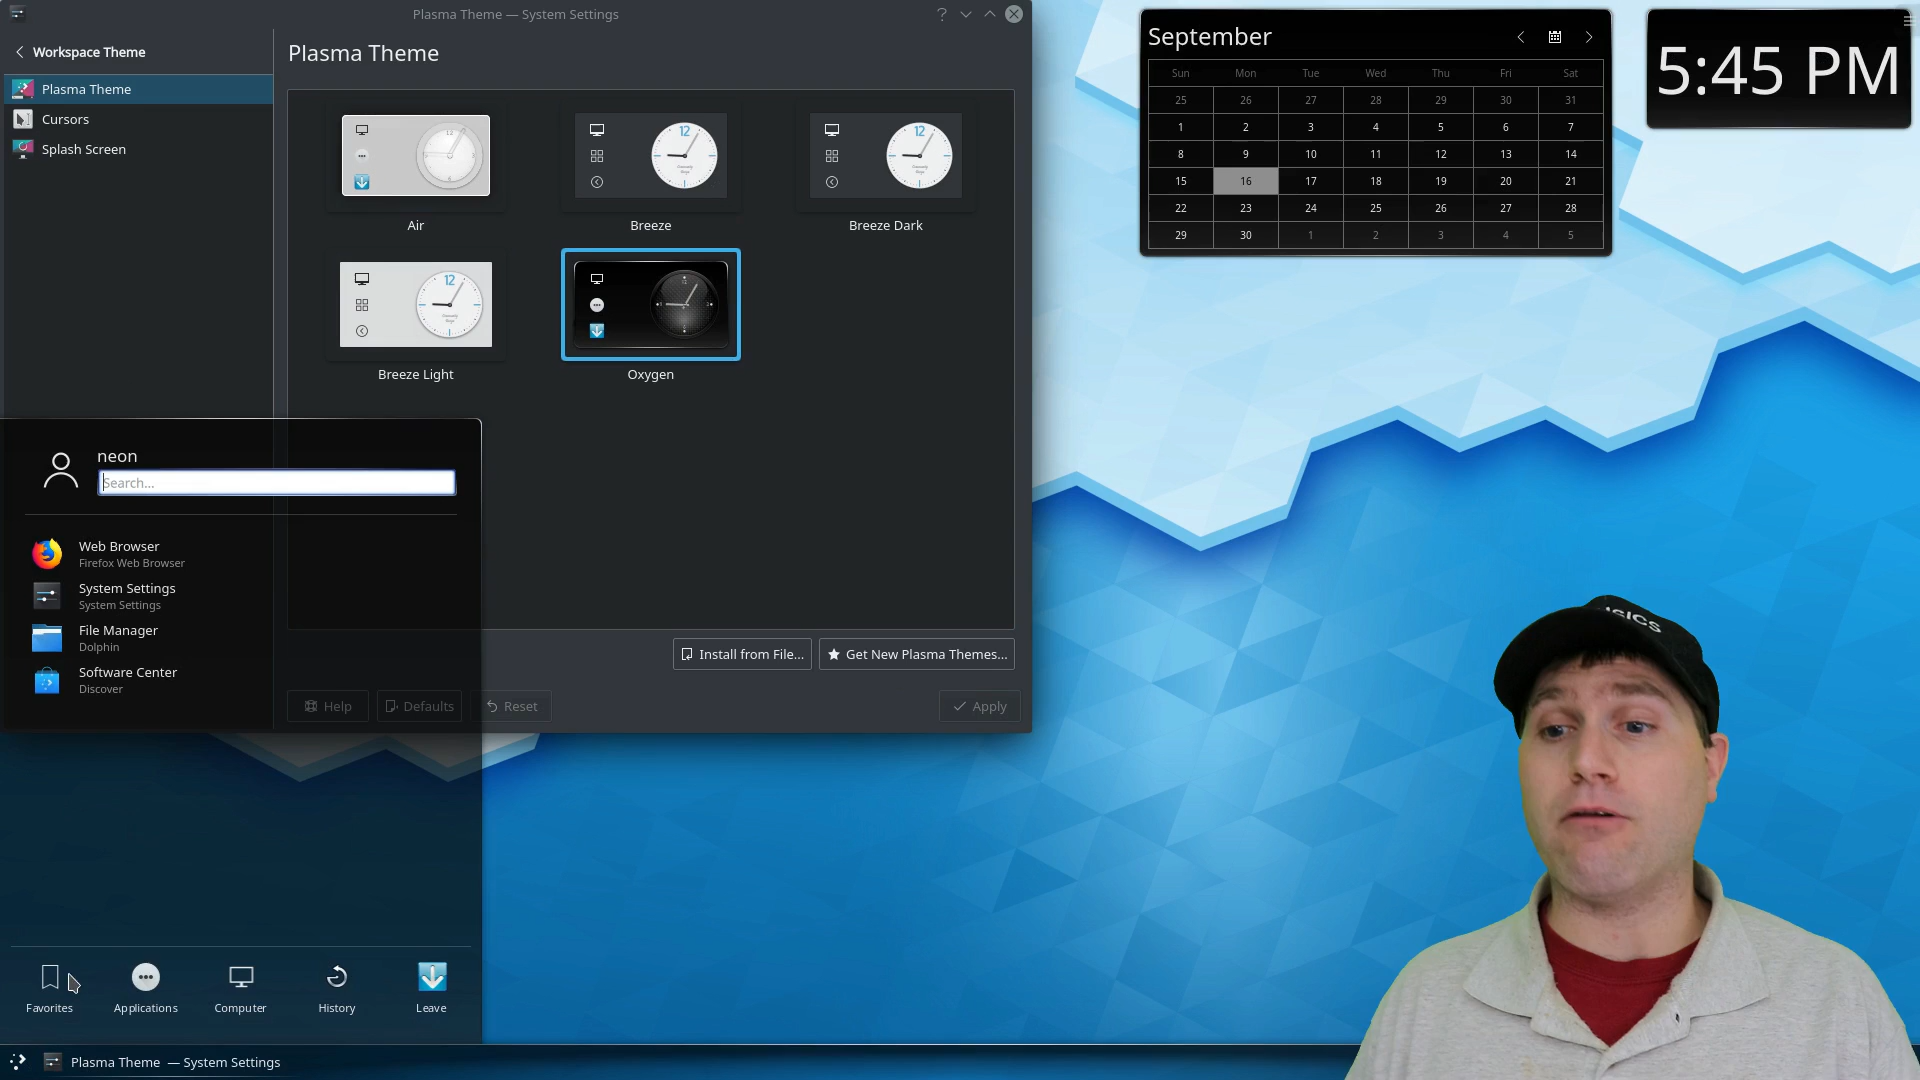 Plasma Theme — System Settings
Workspace Theme
Plasma Theme
Plasma Theme
Cursors
Splash Screen
12
12
12
Air
Breeze
Breeze Dark
12
Breeze Light
Oxygen
neon
Search...
Web Browser
Firefox Web Browser
System Settings
System Settings
File Manager
Dolphin
Software Center
Discover
Install from File...
Get New Plasma Themes...
Help
Defaults
Reset
Apply
Favorites
Applications
Computer
History
Leave
Plasma Theme — System Settings
September
Sun Mon Tue Wed Thu Fri Sat
25 26 27 28 29 30 31
1 2 3 4 5 6 7
8 9 10 11 12 13 14
15 16 17 18 19 20 21
22 23 24 25 26 27 28
29 30 1 2 3 4 5
5:45 PM